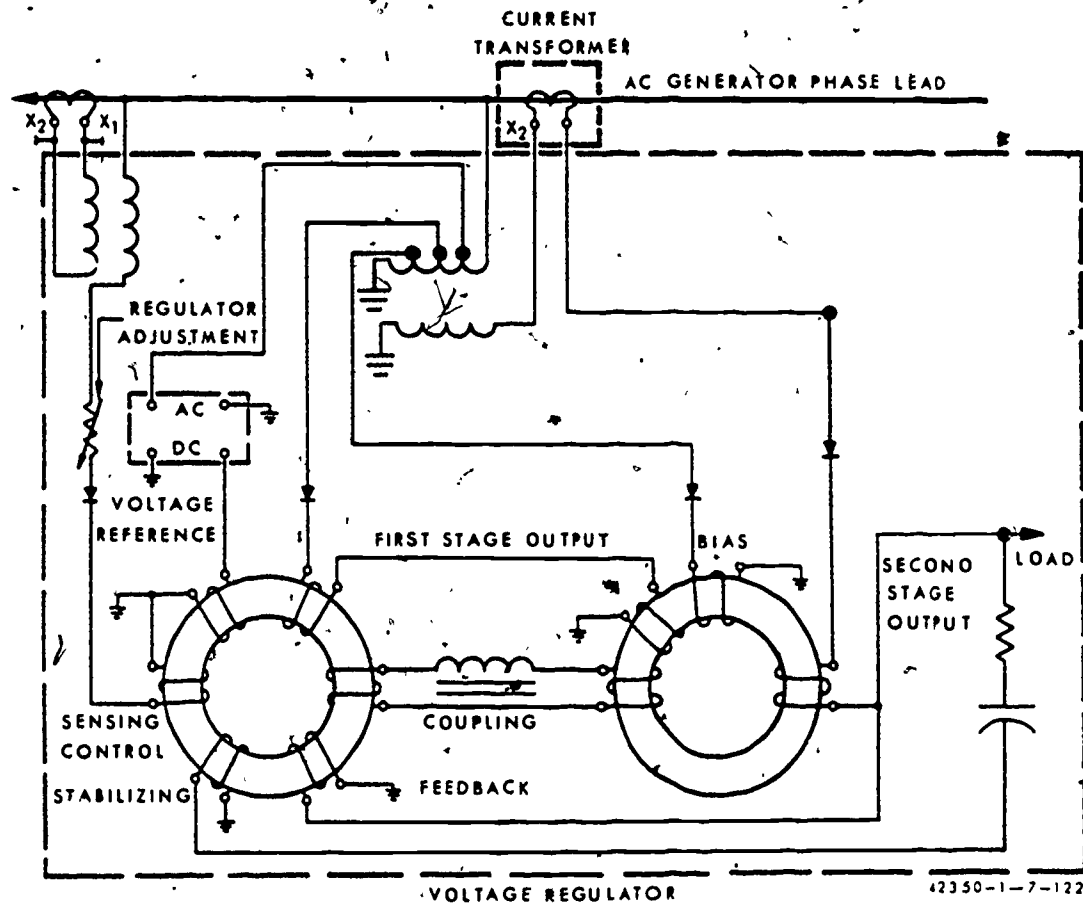 CURRENT
TRANSFORMER
AC GENERATOR PHASE LEAD
X2
X1
X2
REGULATOR
ADJUSTMENT
AC
DC
VOLTAGE
REFERENCE
FIRST STAGE OUTPUT
BIAS
SECONO
STAGE
OUTPUT
LOAD
SENSING
CONTROL
COUPLING
STABILIZING
FEEDBACK
VOLTAGE REGULATOR
42350-1-7-122